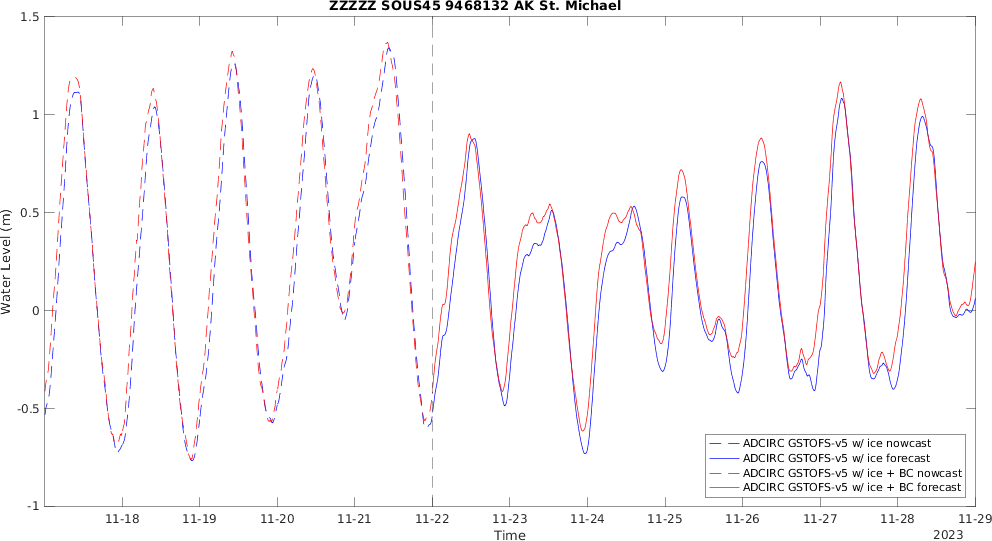 ZZZZZ SOUS45 9468132 AK St. Michael
1.5
1
0.5
0
-0.5
-1
Water Level (m)
11-18
11-19
11-20
11-21
11-22
11-23
11-24
11-25
11-26
11-27
11-28
11-29
2023
Time
ADCIRC GSTOFS-v5 w/ ice nowcast
ADCIRC GSTOFS-v5 w/ ice forecast
ADCIRC GSTOFS-v5 w/ ice + BC nowcast
ADCIRC GSTOFS-v5 w/ ice + BC forecast